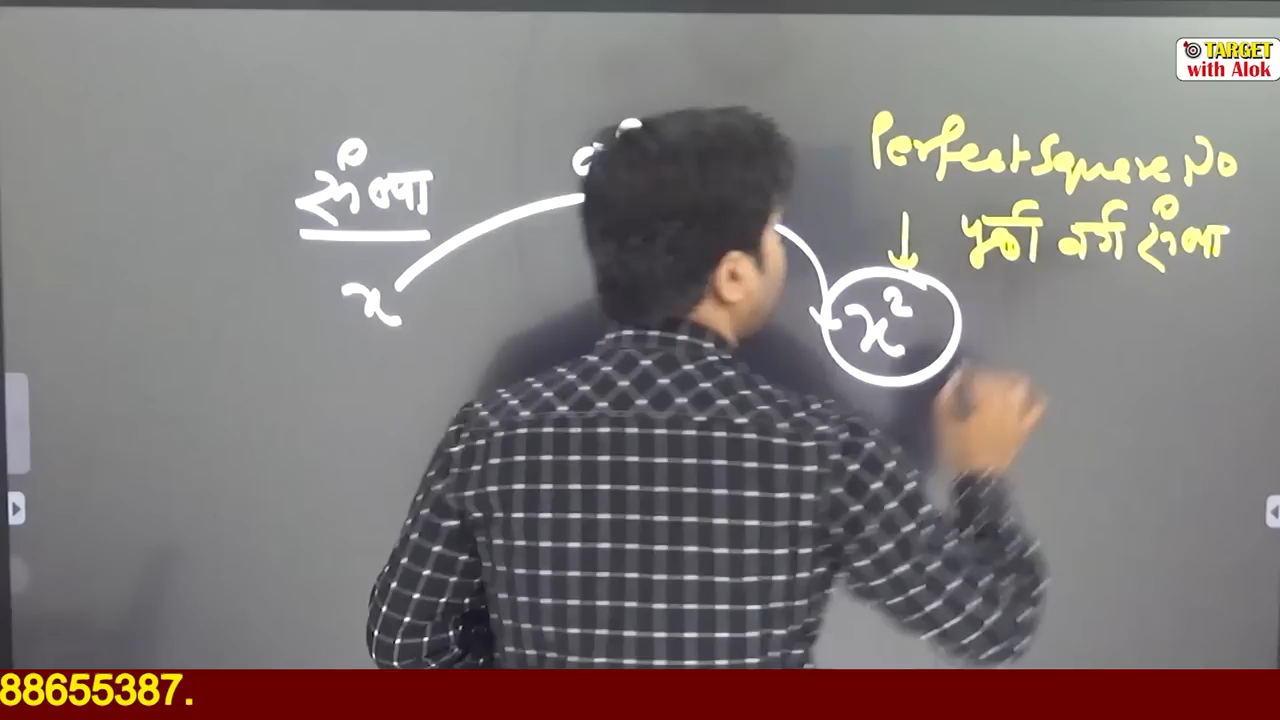 TARGET
with Alok
Perfect Square No
पूर्ण वर्ग संख्या
संख्या
x
x²
88655387.